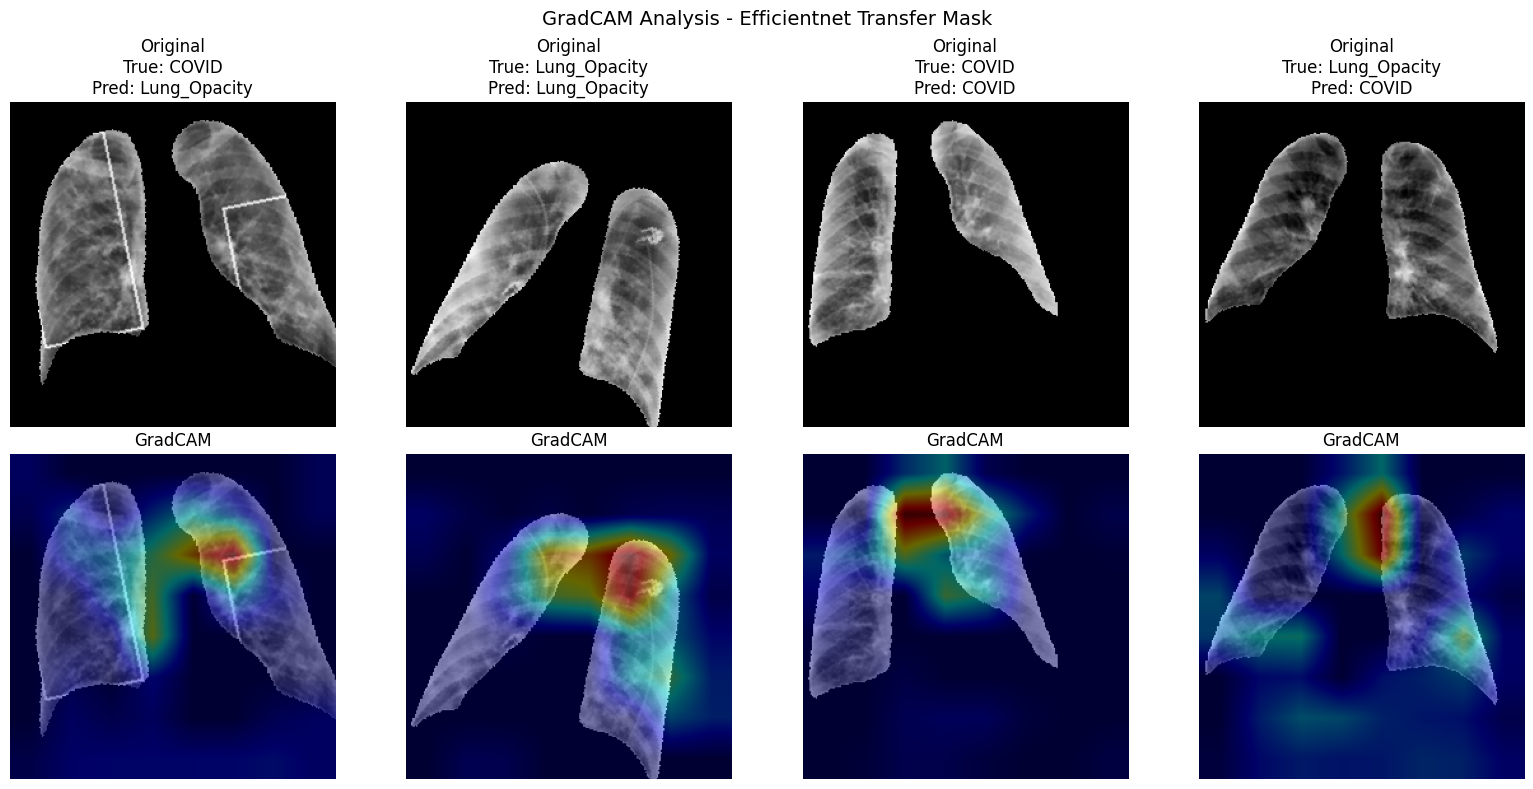 GradCAM Analysis - Efficientnet Transfer Mask
Original
True: COVID
Pred: Lung_Opacity
Original
True: Lung_Opacity
Pred: Lung_Opacity
Original
True: COVID
Pred: COVID
Original
True: Lung_Opacity
Pred: COVID
GradCAM
GradCAM
GradCAM
GradCAM